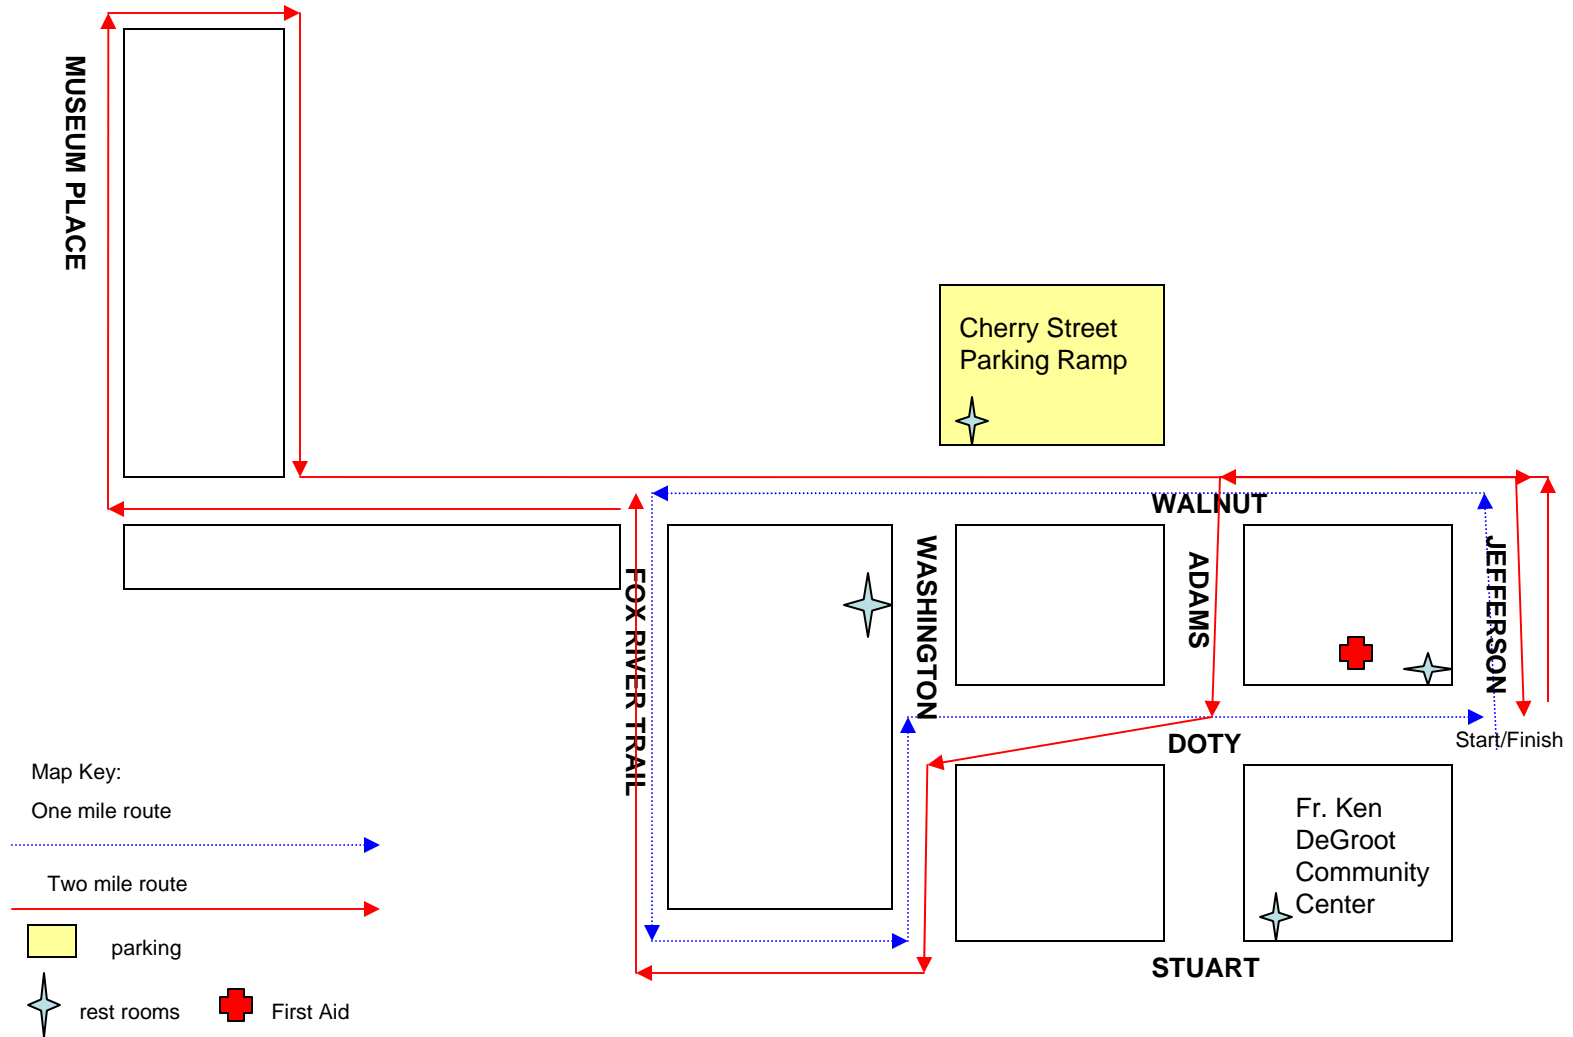 MUSEUM PLACE
Cherry Street
Parking Ramp
WALNUT
FOX RIVER TRAIL
WASHINGTON
ADAMS
JEFFERSON
DOTY
Start/Finish
Fr. Ken
DeGroot
Community
Center
STUART
Map Key:
One mile route
Two mile route
parking
rest rooms
First Aid